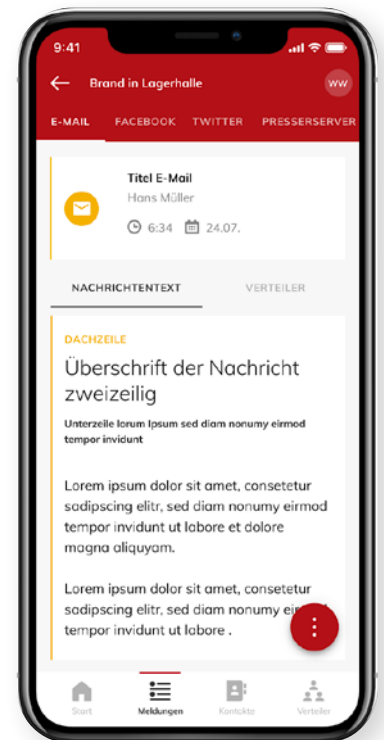 9:41
Brand in Lagerhalle
WW
E-MAIL FACEBOOK TWITTER PRESSERSERVER
Titel E-Mail
Hans Müller
6:34 24.07.
NACHRICHTENTEXT VERTEILER
DACHZEILE
Überschrift der Nachricht
zweizeilig
Unterzeile lorum Ipsum sed diam nonumy eirmod
tempor invidunt
Lorem ipsum dolor sit amet, consetetur
sadipscing elitr, sed diam nonumy eirmod
tempor invidunt ut labore et dolore
magna aliquyam.
Lorem ipsum dolor sit amet, consetetur
sadipscing elitr, sed diam nonumy
tempor invidunt ut labore .
Start Meldungen Kontakte Verteiler